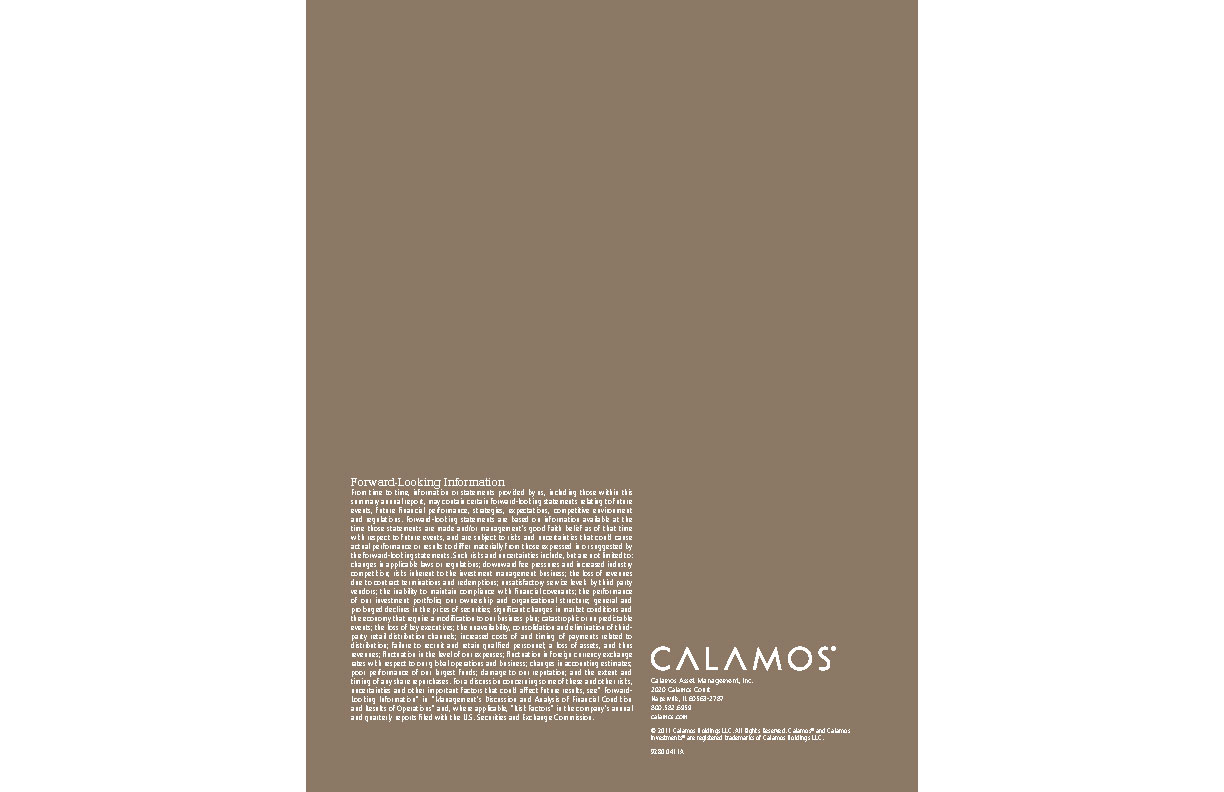 Forward-Looking Information
From time to time, information or statements provided by us, including those within this
summary annual report, may contain certain forward-looking statements relating to future
events, future financial performance, strategies, expectations, competitive environment
and regulations. Forward-looking statements are based on information available at the
time those statements are made and/or management's good faith belief as of that time
with respect to future events, and are subject to risks and uncertainties that could cause
actual performance or results to differ materially from those expressed in or suggested by
the forward-looking statements. Such risks and uncertainties include, but are not limited to:
changes in applicable laws or regulations; downward fee pressures and increased industry
competition; risks inherent to the investment management business; the loss of revenues
due to contract terminations and redemptions; unsatisfactory service levels by third party
vendors; the inability to maintain compliance with financial covenants; the performance
of our investment portfolio; our ownership and organizational structure; general and
prolonged declines in the prices of securities; significant changes in market conditions and
the economy that require a modification to our business plan; catastrophic or unpredictable
events; the loss of key executives; the unavailability, consolidation and elimination of third-
party retail distribution channels; increased costs of and timing of payments related to
distribution; failure to recruit and retain qualified personnel; a loss of assets, and thus
revenues; fluctuation in the level of our expenses; fluctuation in foreign currency exchange
rates with respect to our global operations and business; changes in accounting estimates;
poor performance of our largest funds; damage to our reputation; and the extent and
timing of any share repurchases. For a discussion concerning some of these and other risks,
uncertainties and other important factors that could affect future results, see "Forward-
Looking Information" in "Management's Discussion and Analysis of Financial Condition
and Results of Operations" and, where applicable, "Risk Factors" in the company's annual
and quarterly reports filed with the U.S. Securities and Exchange Commission.
CALAMOS®
Calamos Asset Management, Inc.
2020 Calamos Court
Naperville, IL 60563-2787
800.582.6959
calamos.com
© 2011 Calamos Holdings LLC. All Rights Reserved. Calamos® and Calamos
Investments® are registered trademarks of Calamos Holdings LLC.
9280 0411A